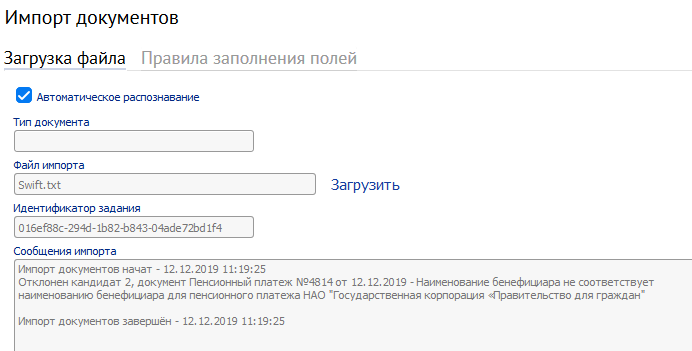 Импорт документов
Загрузка файла Правила заполнения полей
Автоматическое распознавание
Тип документа
Файл импорта
Swift.txt Загрузить
Идентификатор задания
016ef88c-294d-1b82-b843-04ade72bd1f4
Сообщения импорта
Импорт документов начат - 12.12.2019 11:19:25
Отклонен кандидат 2, документ Пенсионный платеж №4814 от 12.12.2019 - Наименование бенефициара не соответствует
наименованию бенефициара для пенсионного платежа НАО "Государственная корпорация «Правительство для граждан"
Импорт документов завершён - 12.12.2019 11:19:25